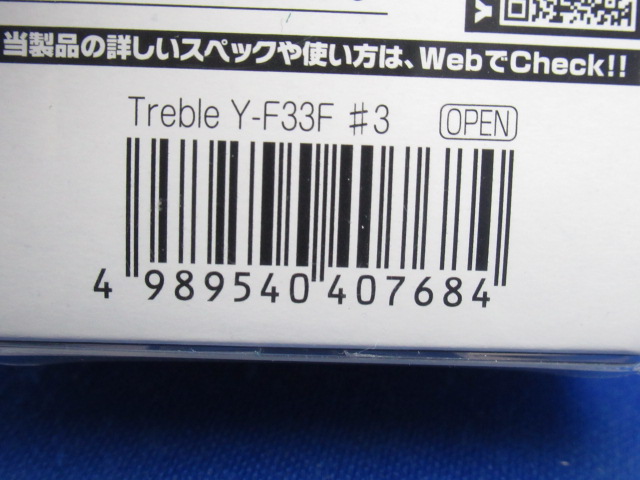 当製品の詳しいスペックや使い方は、WebでCheck!!
Treble Y-F33F #3 OPEN
4 989540 407684